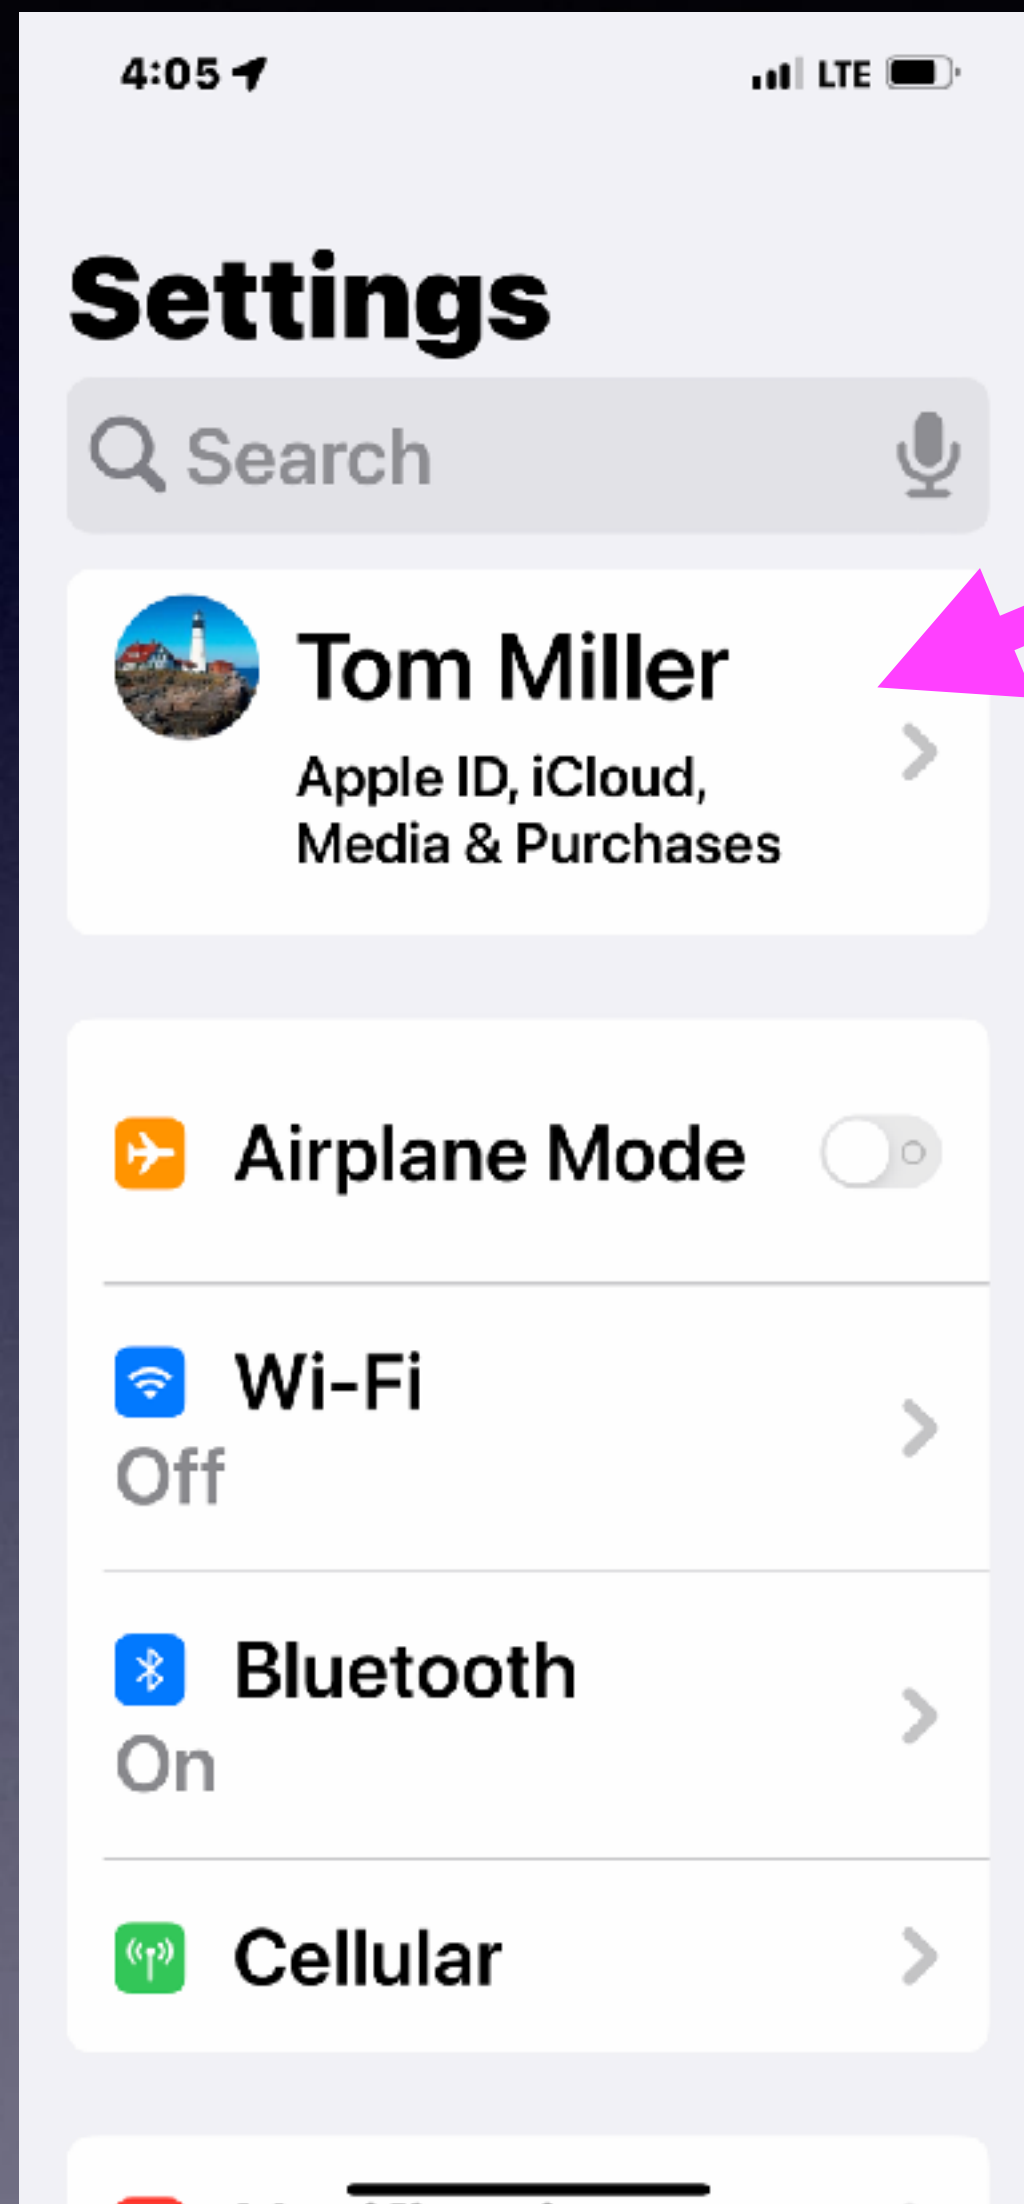 4:05 LTE
Settings
Search
Tom Miller
Apple ID, iCloud,
Media & Purchases
Airplane Mode
Wi-Fi
Off
Bluetooth
On
Cellular